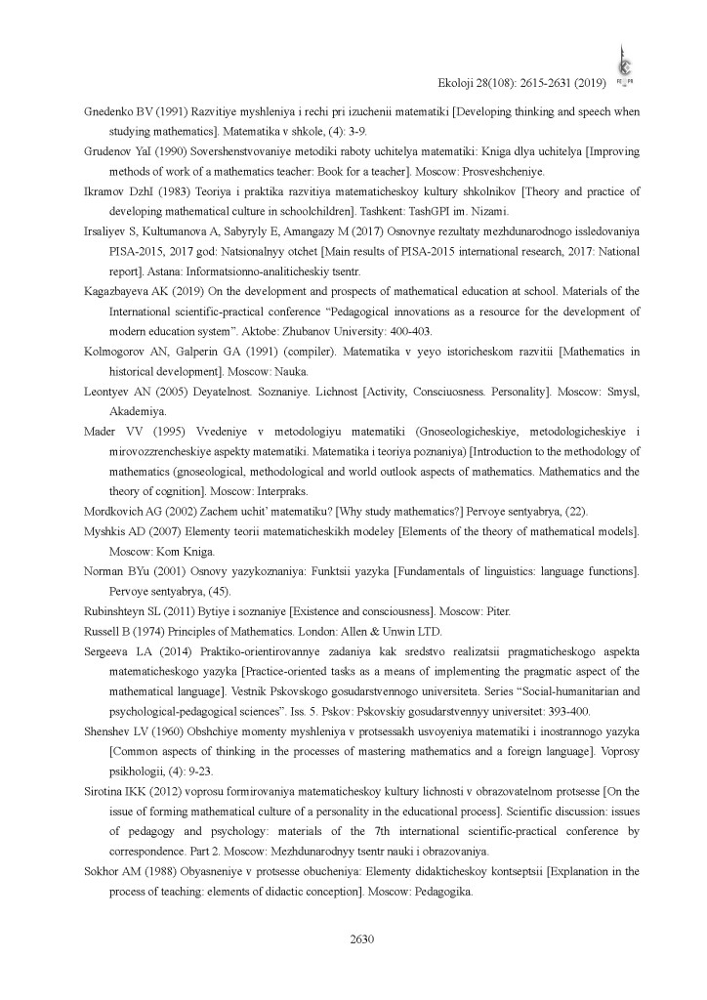 Ekoloji 28(108): 2615-2631 (2019)
FE PR
Gnedenko BV (1991) Razvitiye myshleniya i rechi pri izuchenii matematiki [Developing thinking and speech when
studying mathematics]. Matematika v shkole, (4): 3-9.
Grudenov YaI (1990) Sovershenstvovaniye metodiki raboty uchitelya matematiki: Kniga dlya uchitelya [Improving
methods of work of a mathematics teacher: Book for a teacher]. Moscow: Prosveshcheniye.
Ikramov DzhI (1983) Teoriya i praktika razvitiya matematicheskoy kultury shkolnikov [Theory and practice of
developing mathematical culture in schoolchildren]. Tashkent: TashGPI im. Nizami.
Irsaliyev S, Kultumanova A, Sabyryly E, Amangazy M (2017) Osnovnye rezultaty mezhdunarodnogo issledovaniya
PISA-2015, 2017 god: Natsionalnyy otchet [Main results of PISA-2015 international research, 2017: National
report]. Astana: Informatsionno-analiticheskiy tsentr.
Kagazbayeva AK (2019) On the development and prospects of mathematical education at school. Materials of the
International scientific-practical conference “Pedagogical innovations as a resource for the development of
modern education system”. Aktobe: Zhubanov University: 400-403.
Kolmogorov AN, Galperin GA (1991) (compiler). Matematika v yeyo istoricheskom razvitii [Mathematics in
historical development]. Moscow: Nauka.
Leontyev AN (2005) Deyatelnost. Soznaniye. Lichnost [Activity, Consciuosness. Personality]. Moscow: Smysl,
Akademiya.
Mader VV (1995) Vvedeniye v metodologiyu matematiki (Gnoseologicheskiye, metodologicheskiye i
mirovozzrencheskiye aspekty matematiki. Matematika i teoriya poznaniya) [Introduction to the methodology of
mathematics (gnoseological, methodological and world outlook aspects of mathematics. Mathematics and the
theory of cognition]. Moscow: Interpraks.
Mordkovich AG (2002) Zachem uchit’ matematiku? [Why study mathematics?] Pervoye sentyabrya, (22).
Myshkis AD (2007) Elementy teorii matematicheskikh modeley [Elements of the theory of mathematical models].
Moscow: Kom Kniga.
Norman BYu (2001) Osnovy yazykoznaniya: Funktsii yazyka [Fundamentals of linguistics: language functions].
Pervoye sentyabrya, (45).
Rubinshteyn SL (2011) Bytiye i soznaniye [Existence and consciousness]. Moscow: Piter.
Russell B (1974) Principles of Mathematics. London: Allen & Unwin LTD.
Sergeeva LA (2014) Praktiko-orientirovannye zadaniya kak sredstvo realizatsii pragmaticheskogo aspekta
matematicheskogo yazyka [Practice-oriented tasks as a means of implementing the pragmatic aspect of the
mathematical language]. Vestnik Pskovskogo gosudarstvennogo universiteta. Series “Social-humanitarian and
psychological-pedagogical sciences”. Iss. 5. Pskov: Pskovskiy gosudarstvennyy universitet: 393-400.
Shenshev LV (1960) Obshchiye momenty myshleniya v protsessakh usvoyeniya matematiki i inostrannogo yazyka
[Common aspects of thinking in the processes of mastering mathematics and a foreign language]. Voprosy
psikhologii, (4): 9-23.
Sirotina IKK (2012) voprosu formirovaniya matematicheskoy kultury lichnosti v obrazovatelnom protsesse [On the
issue of forming mathematical culture of a personality in the educational process]. Scientific discussion: issues
of pedagogy and psychology: materials of the 7th international scientific-practical conference by
correspondence. Part 2. Moscow: Mezhdunarodnyy tsentr nauki i obrazovaniya.
Sokhor AM (1988) Obyasneniye v protsesse obucheniya: Elementy didakticheskoy kontseptsii [Explanation in the
process of teaching: elements of didactic conception]. Moscow: Pedagogika.
2630